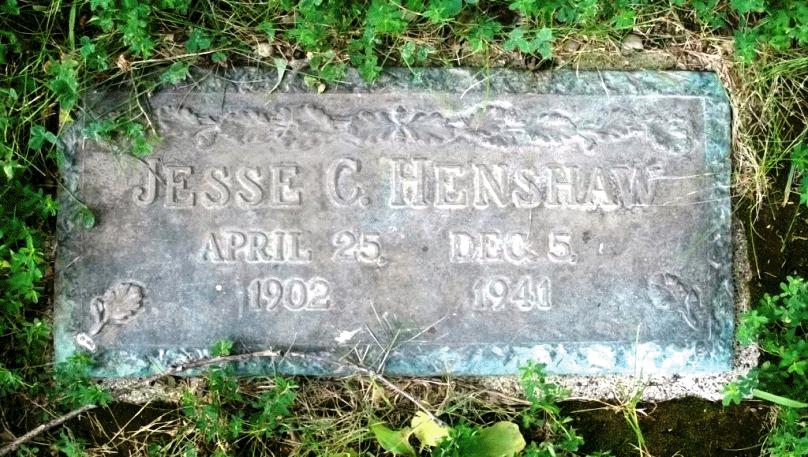 JESSE C. HENSHAW
APRIL 25, DEC. 5,
1902 1941